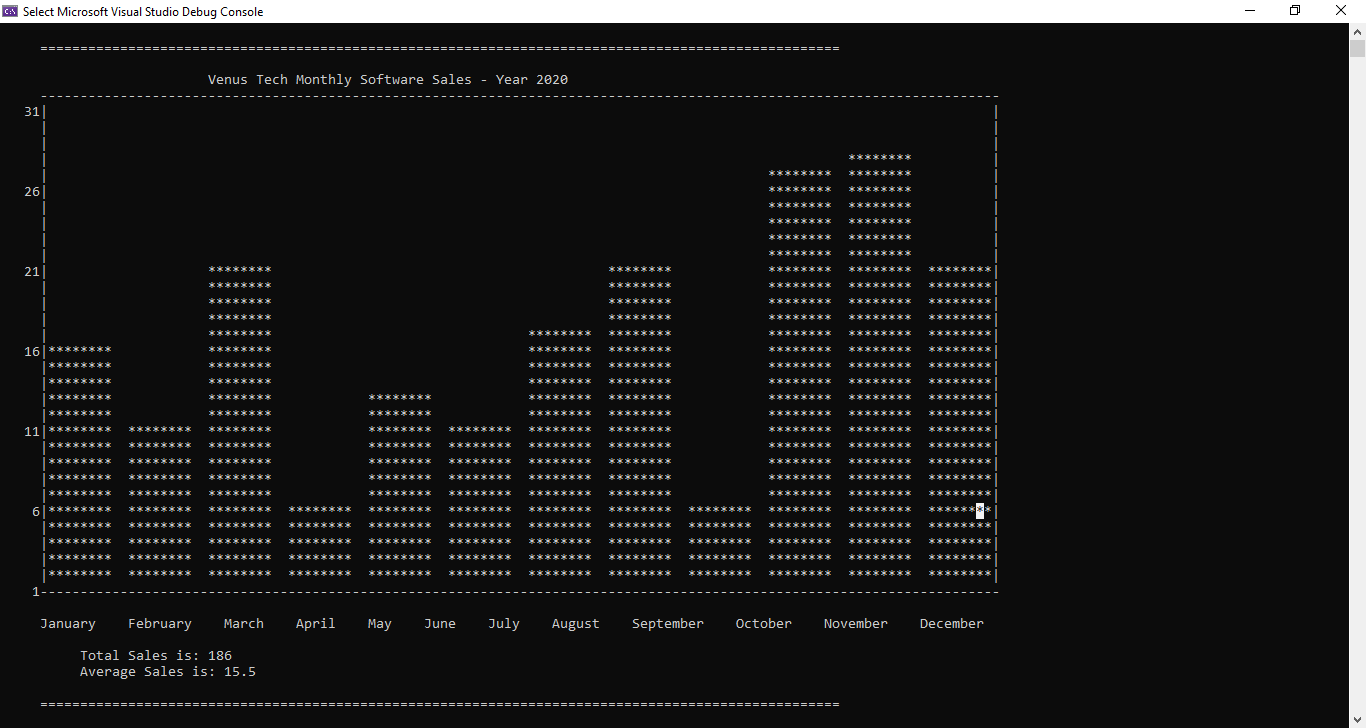 ====================================================================================================
Venus Tech Monthly Software Sales - Year 2020
------------------------------------------------------------------------------------------------------------------------
31| |
| |
| |
| ******** |
| ******** ******** |
26| ******** ******** |
| ******** ******** |
| ******** ******** |
| ******** ******** |
| ******** ******** |
21| ******** ******** ******** ******** ********|
| ******** ******** ******** ******** ********|
| ******** ******** ******** ******** ********|
| ******** ******** ******** ******** ********|
| ******** ******** ******** ******** ******** ********|
16|******** ******** ******** ******** ******** ******** ********|
|******** ******** ******** ******** ******** ******** ********|
|******** ******** ******** ******** ******** ******** ********|
|******** ******** ******** ******** ******** ******** ******** ********|
|******** ******** ******** ******** ******** ******** ******** ********|
11|******** ******** ******** ******** ******** ******** ******** ******** ******** ********|
|******** ******** ******** ******** ******** ******** ******** ******** ******** ********|
|******** ******** ******** ******** ******** ******** ******** ******** ******** ********|
|******** ******** ******** ******** ******** ******** ******** ******** ******** ********|
|******** ******** ******** ******** ******** ******** ******** ******** ******** ********|
6|******** ******** ******** ******** ******** ******** ******** ******** ******** ******** ******** ********|
|******** ******** ******** ******** ******** ******** ******** ******** ******** ******** ******** ********|
|******** ******** ******** ******** ******** ******** ******** ******** ******** ******** ******** ********|
|******** ******** ******** ******** ******** ******** ******** ******** ******** ******** ******** ********|
|******** ******** ******** ******** ******** ******** ******** ******** ******** ******** ******** ********|
1------------------------------------------------------------------------------------------------------------------------
January February March April May June July August September October November December
Total Sales is: 186
Average Sales is: 15.5
====================================================================================================
Select Microsoft Visual Studio Debug Console